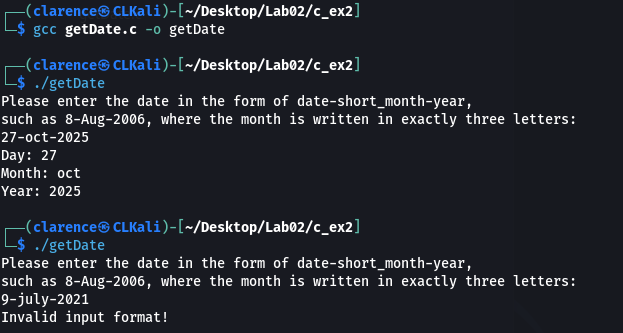 ┌──(clarence㉿CLKali)-[~/Desktop/Lab02/c_ex2]
└─$ gcc getDate.c -o getDate
┌──(clarence㉿CLKali)-[~/Desktop/Lab02/c_ex2]
└─$ ./getDate
Please enter the date in the form of date-short_month-year,
such as 8-Aug-2006, where the month is written in exactly three letters:
27-oct-2025
Day: 27
Month: oct
Year: 2025
┌──(clarence㉿CLKali)-[~/Desktop/Lab02/c_ex2]
└─$ ./getDate
Please enter the date in the form of date-short_month-year,
such as 8-Aug-2006, where the month is written in exactly three letters:
9-july-2021
Invalid input format!